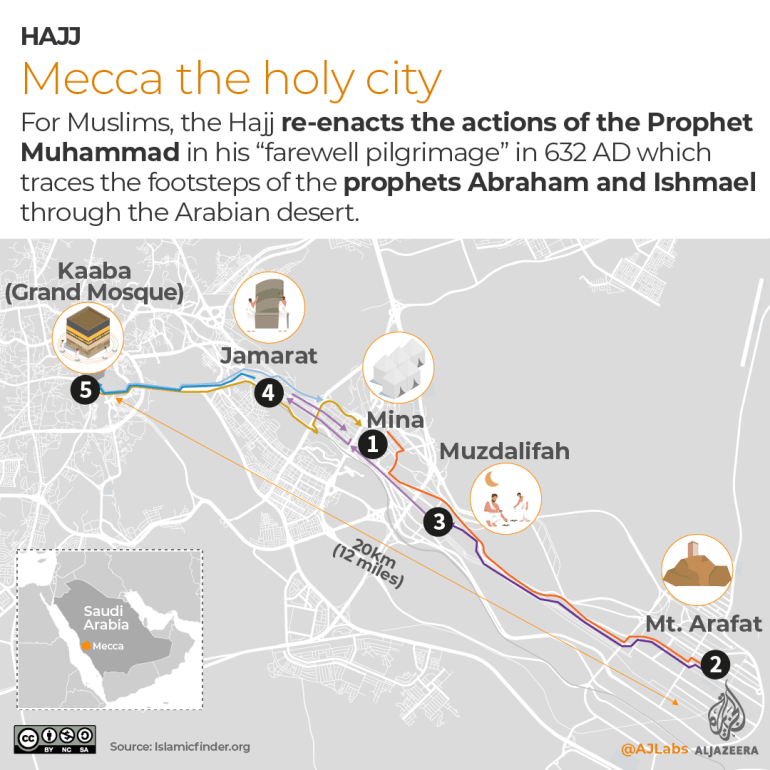 HAJJ
Mecca the holy city
For Muslims, the Hajj re-enacts the actions of the Prophet
Muhammad in his “farewell pilgrimage” in 632 AD which
traces the footsteps of the prophets Abraham and Ishmael
through the Arabian desert.
Kaaba
(Grand Mosque)
Jamarat
5
4
Mina
1
Muzdalifah
3
20km
(12 miles)
Mt. Arafat
2
Saudi
Arabia
Mecca
cc
BY NC SA
Source: Islamicfinder.org
@AJLabs
ALJAZEERA